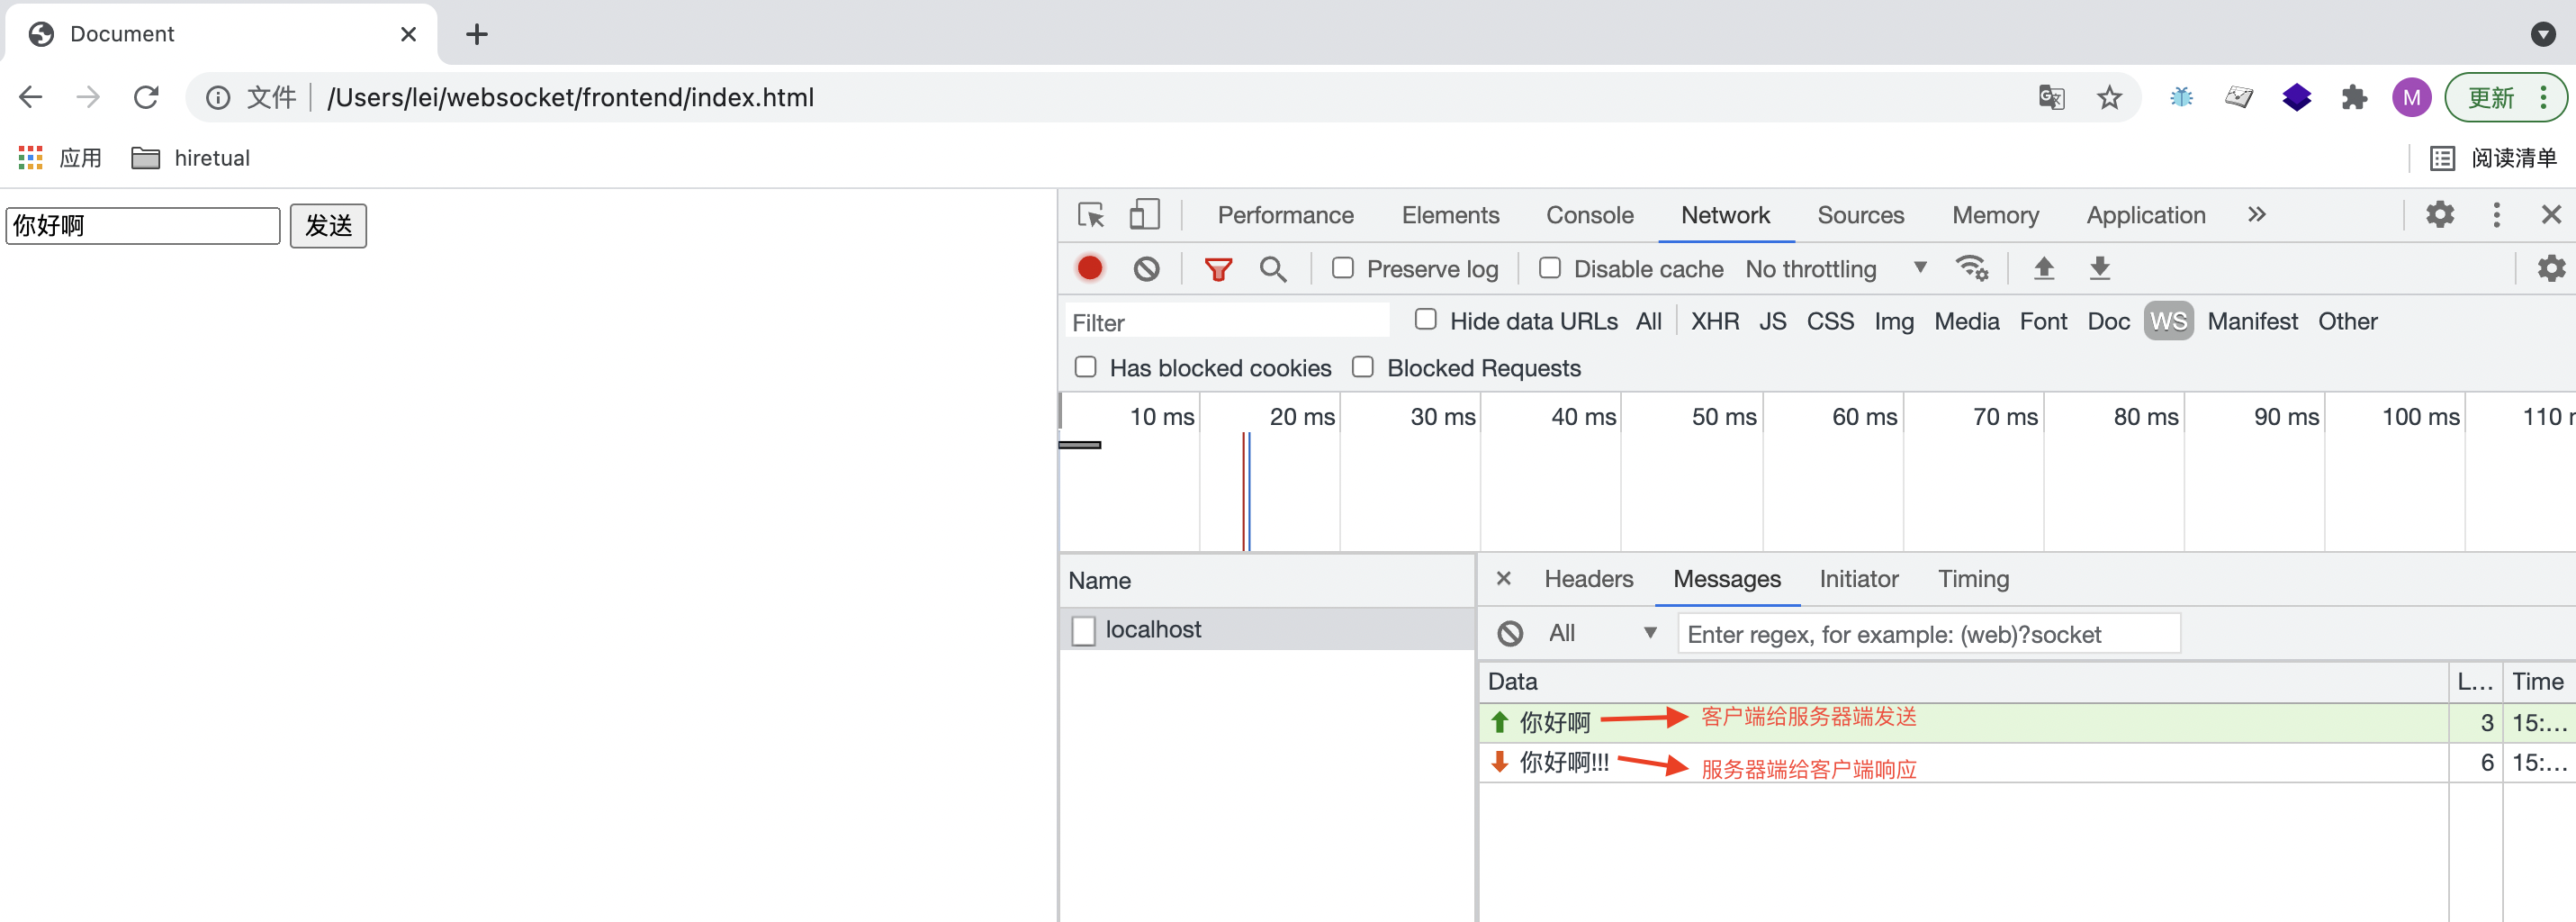 Document
文件 /Users/lei/websocket/frontend/index.html M 更新
应用 hiretual 阅读清单
你好啊 发送
Performance Elements Console Network Sources Memory Application
Preserve log Disable cache No throttling
Filter Hide data URLs All XHR JS CSS Img Media Font Doc WS Manifest Other
Has blocked cookies Blocked Requests
10 ms 20 ms 30 ms 40 ms 50 ms 60 ms 70 ms 80 ms 90 ms 100 ms 110
Name
localhost
Headers Messages Initiator Timing
All Enter regex, for example: (web)?socket
Data L... Time
你好啊 客户端给服务器端发送 3 15:...
你好啊!!! 服务器端给客户端响应 6 15:...